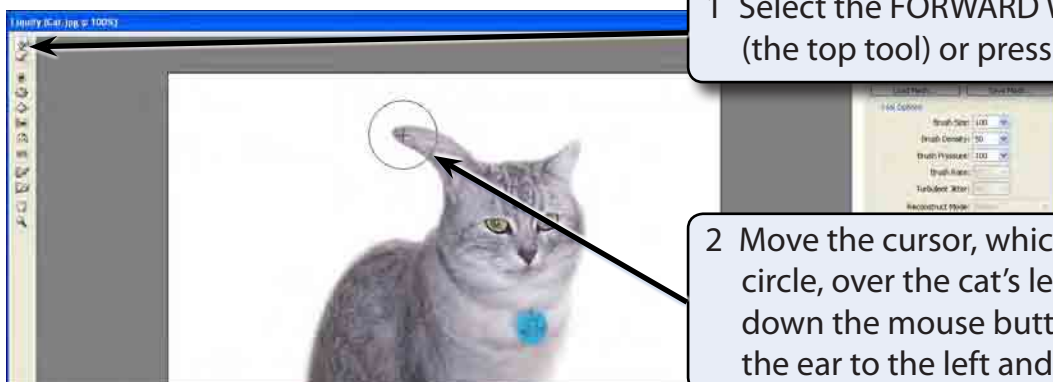 Liquify (Cat.jpg @ 100%)
1 Select the FORWARD W
(the top tool) or press
Load Mesh... Save Mesh...
Tool Options
Brush Size: 100
Brush Density: 50
Brush Pressure: 100
Brush Rate:
Turbulent Jitter:
Reconstruct Mode:
2 Move the cursor, whic
circle, over the cat's le
down the mouse butt
the ear to the left and